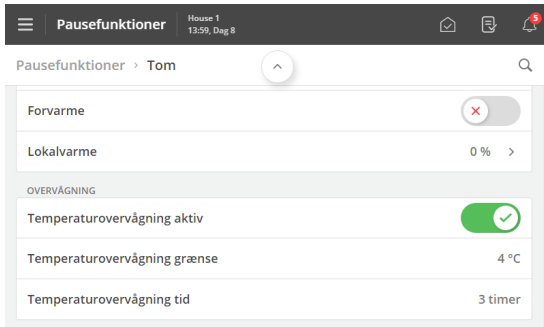 Pausefunktioner
House 1
13:59, Dag 8
5
Pausefunktioner > Tom
Forvarme
Lokalvarme 0 % >
OVERVÅGNING
Temperaturovervågning aktiv
Temperaturovervågning grænse 4 °C
Temperaturovervågning tid 3 timer